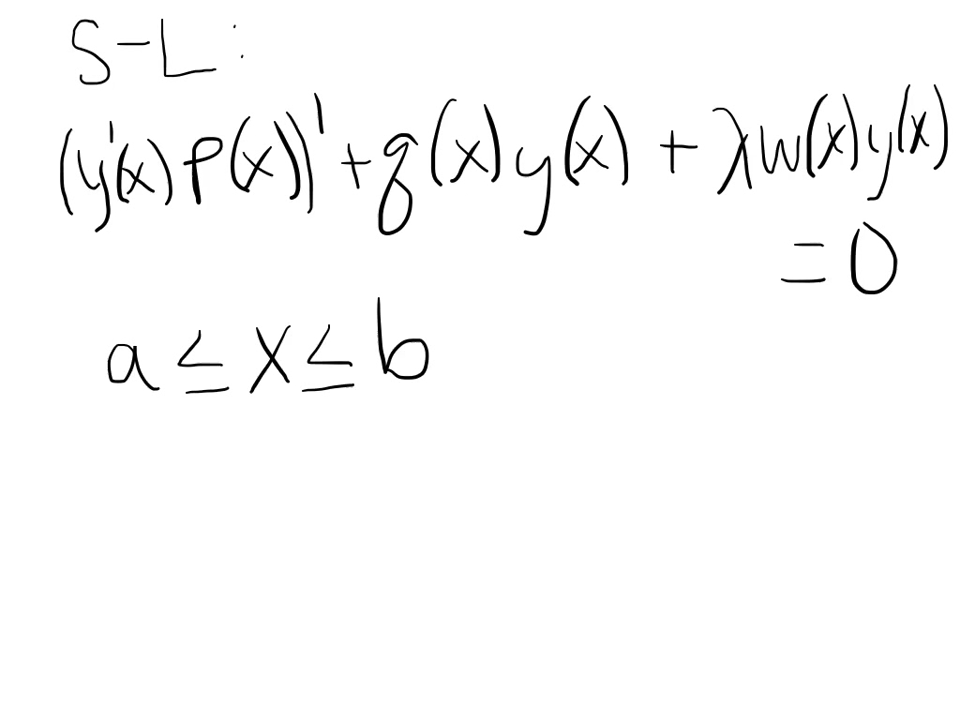 S-L:
(y'(x)P(x))' + q(x)y(x) + λw(x)y(x)
= 0
a ≤ x ≤ b